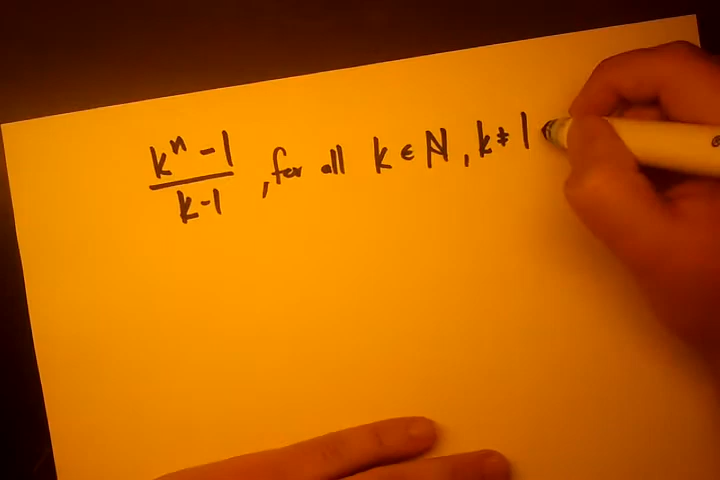 kⁿ - 1
k - 1 , for all k ∈ ℕ, k ≠ 1